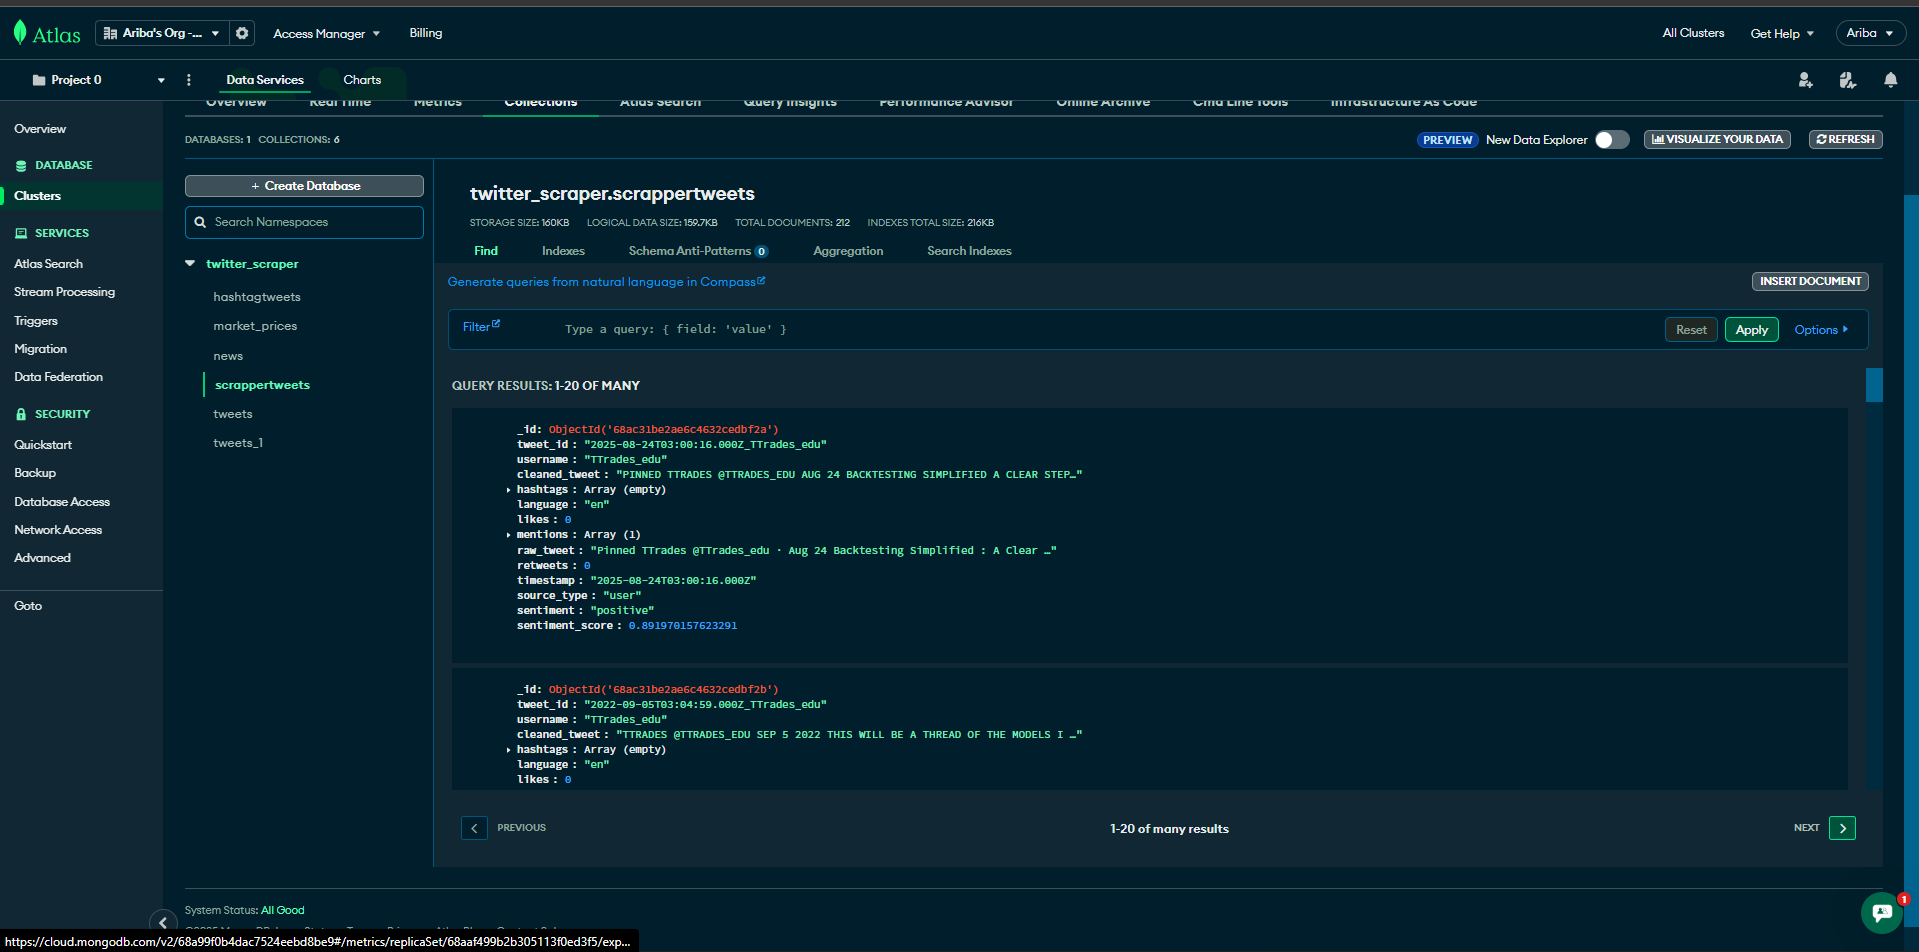 Atlas
Ariba's Org -...
Access Manager
Billing
All Clusters
Get Help
Ariba
Project 0
Data Services
Charts
Overview
Real Time
Metrics
Collections
Atlas Search
Query Insights
Performance Advisor
Online Archive
Cmd Line Tools
Infrastructure As Code
Overview
DATABASE
Clusters
SERVICES
Atlas Search
Stream Processing
Triggers
Migration
Data Federation
SECURITY
Quickstart
Backup
Database Access
Network Access
Advanced
Goto
DATABASES: 1 COLLECTIONS: 6
PREVIEW New Data Explorer
VISUALIZE YOUR DATA
REFRESH
+ Create Database
Search Namespaces
twitter_scraper
hashtagtweets
market_prices
news
scrappertweets
tweets
tweets_1
twitter_scraper.scrappertweets
STORAGE SIZE: 160KB LOGICAL DATA SIZE: 159.7KB TOTAL DOCUMENTS: 212 INDEXES TOTAL SIZE: 216KB
Find
Indexes
Schema Anti-Patterns 0
Aggregation
Search Indexes
Generate queries from natural language in Compass
INSERT DOCUMENT
Filter
Type a query: { field: 'value' }
Reset
Apply
Options
QUERY RESULTS: 1-20 OF MANY
_id: ObjectId('68ac31be2ae6c4632cedbf2a')
tweet_id : "2025-08-24T03:00:16.000Z_TTrades_edu"
username : "TTrades_edu"
cleaned_tweet : "PINNED TTRADES @TTRADES_EDU AUG 24 BACKTESTING SIMPLIFIED A CLEAR STEP…"
hashtags : Array (empty)
language : "en"
likes : 0
mentions : Array (1)
raw_tweet : "Pinned TTrades @TTrades_edu · Aug 24 Backtesting Simplified : A Clear …"
retweets : 0
timestamp : "2025-08-24T03:00:16.000Z"
source_type : "user"
sentiment : "positive"
sentiment_score : 0.891970157623291
_id: ObjectId('68ac31be2ae6c4632cedbf2b')
tweet_id : "2022-09-05T03:04:59.000Z_TTrades_edu"
username : "TTrades_edu"
cleaned_tweet : "TTRADES @TTRADES_EDU SEP 5 2022 THIS WILL BE A THREAD OF THE MODELS I …"
hashtags : Array (empty)
language : "en"
likes : 0
PREVIOUS
1-20 of many results
NEXT
System Status: All Good
1
https://cloud.mongodb.com/v2/68a99f0b4dac7524eebd8be9#/metrics/replicaSet/68aaf499b2b305113f0ed3f5/exp...